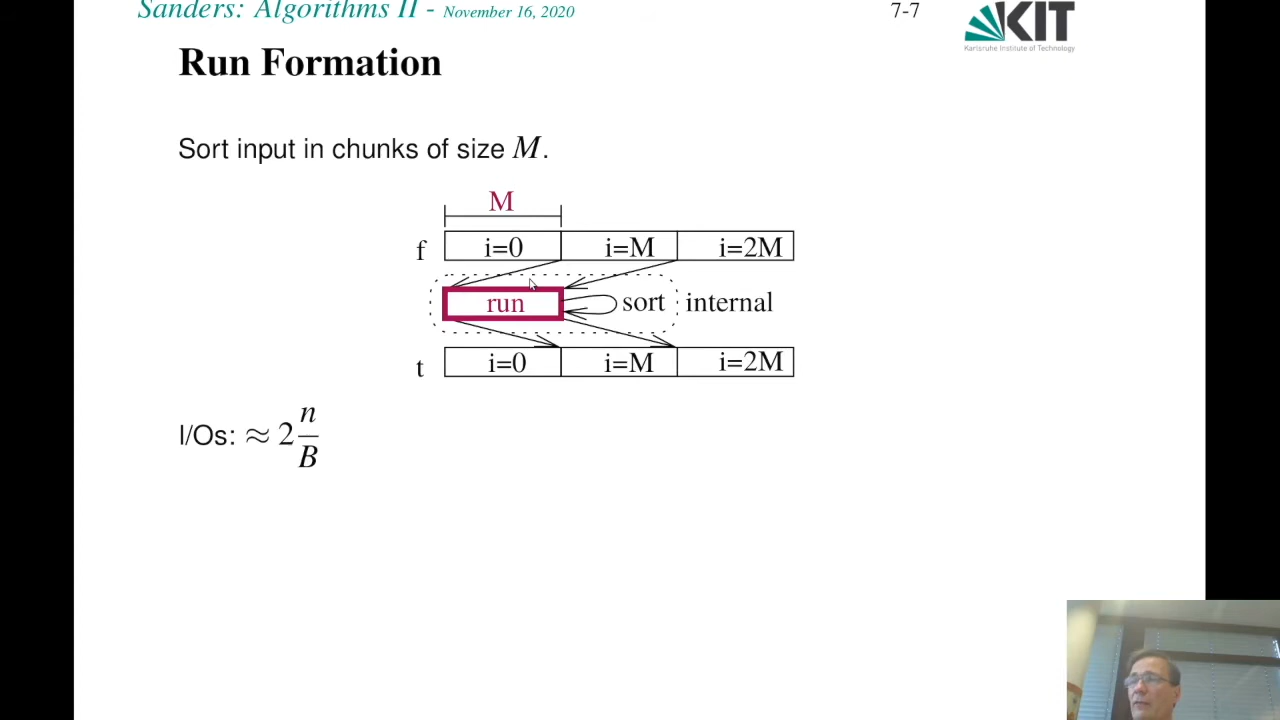 Sanders: Algorithms II - November 16, 2020 7-7
KIT
Karlsruhe Institute of Technology
Run Formation
Sort input in chunks of size M.
M
f i=0 i=M i=2M
run sort internal
t i=0 i=M i=2M
I/Os: ≈ 2 n/B